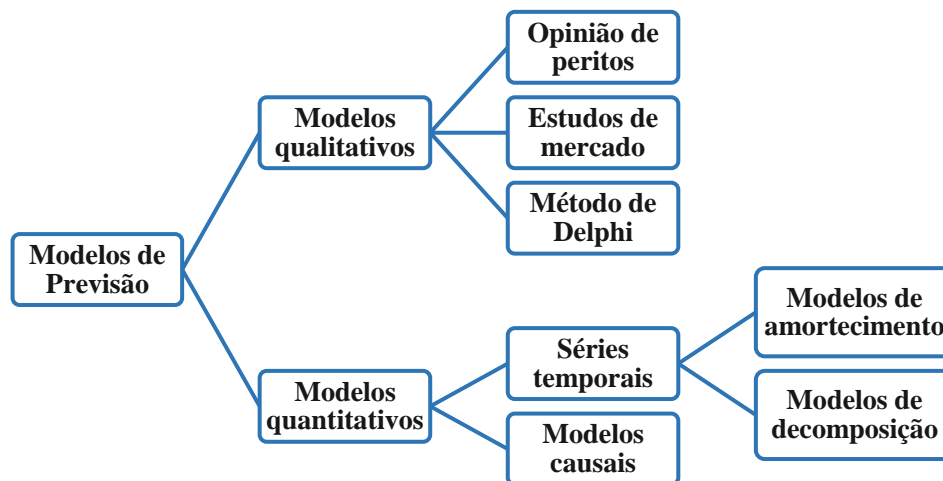 Opinião de
peritos
Modelos
qualitativos
Estudos de
mercado
Método de
Delphi
Modelos de
Previsão
Modelos de
amortecimento
Séries
temporais
Modelos
quantitativos
Modelos de
decomposição
Modelos
causais